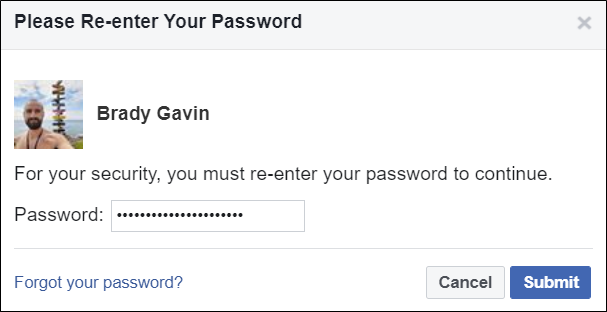 Please Re-enter Your Password
Brady Gavin
For your security, you must re-enter your password to continue.
Password: ••••••••••••••••••••••
Forgot your password?
Cancel
Submit